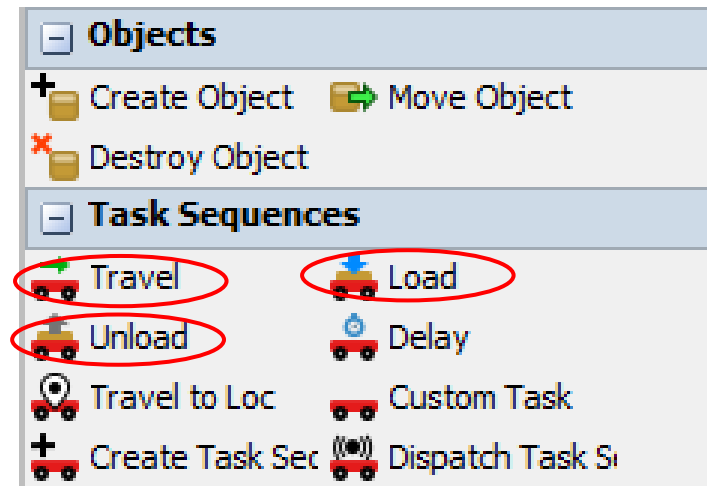 Objects
Create Object Move Object
Destroy Object
Task Sequences
Travel Load
Unload Delay
Travel to Loc Custom Task
Create Task Sec Dispatch Task S